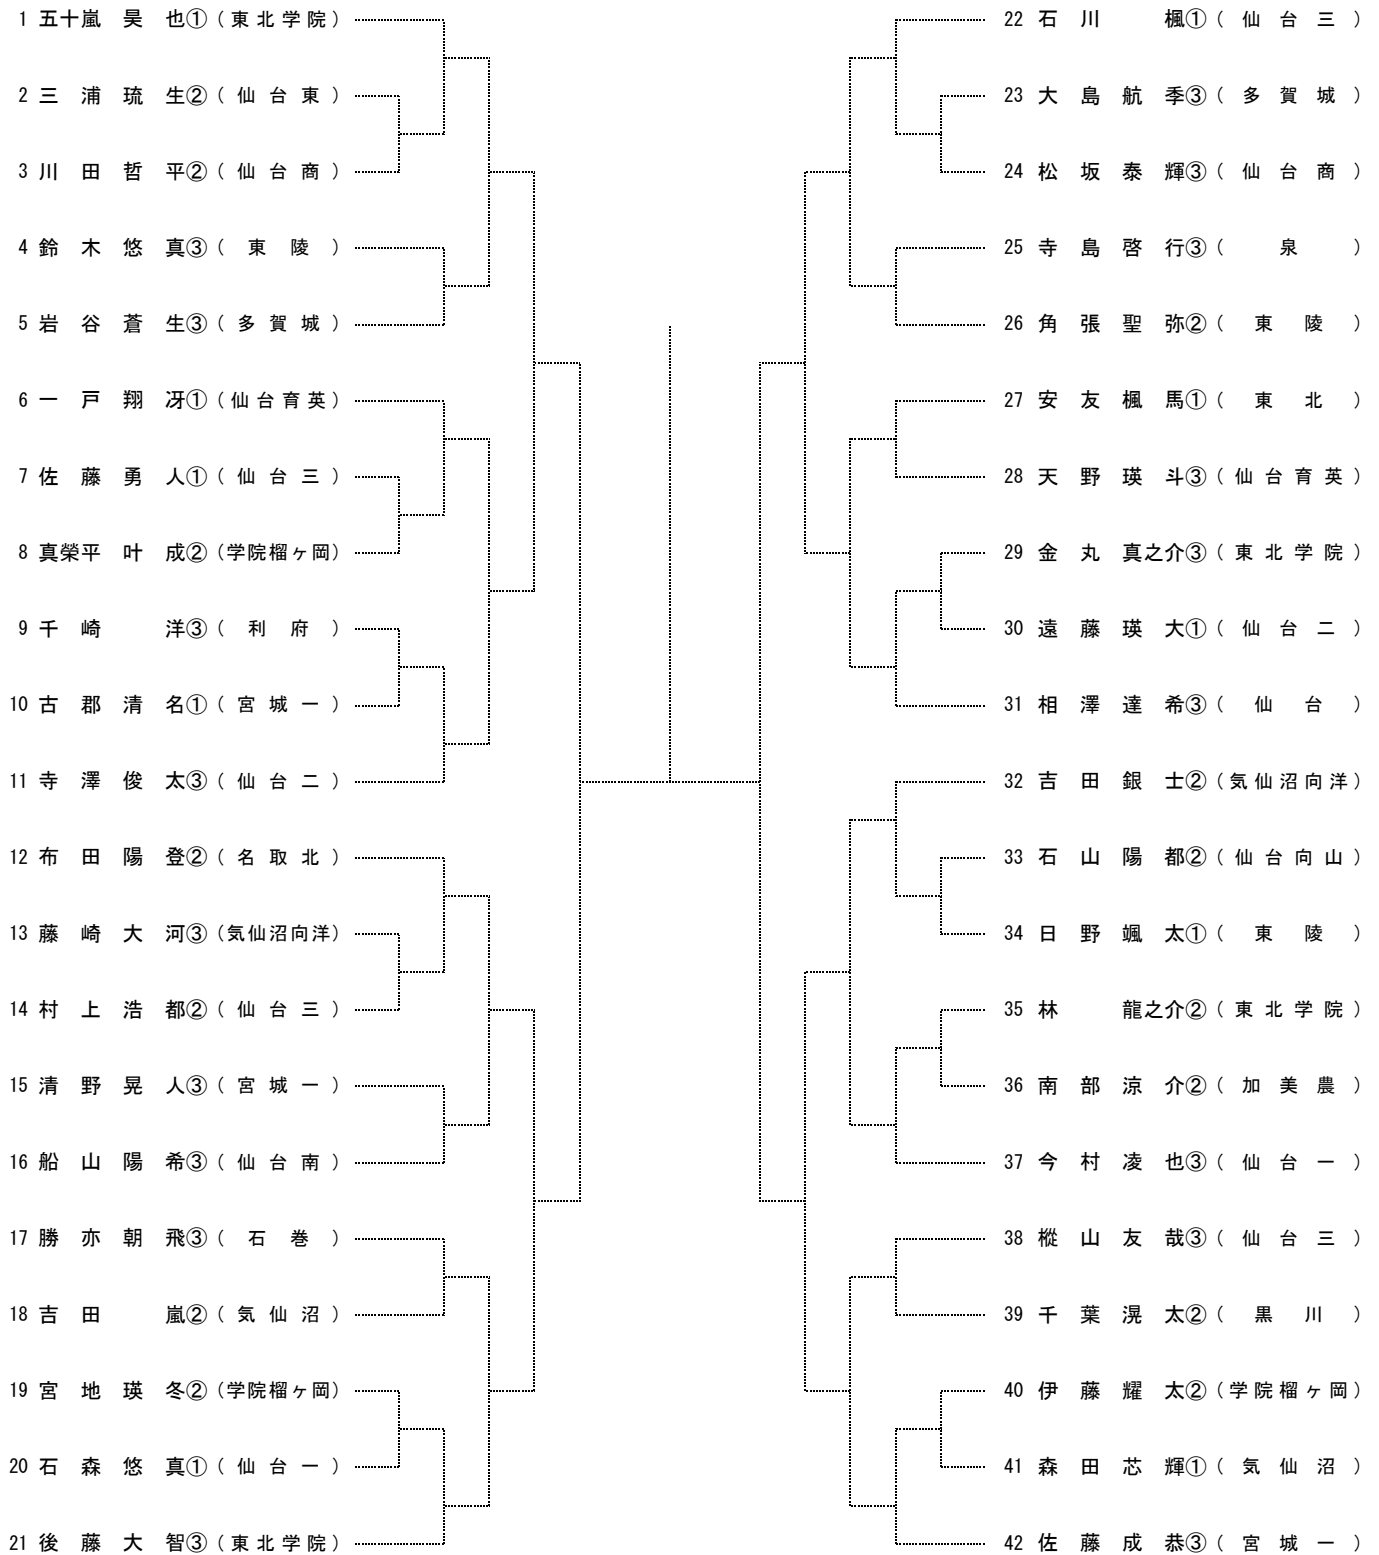 1 五十嵐 昊 也① (東北学院)
2 三 浦 琉 生② (仙台東)
3 川 田 哲 平② (仙台商)
4 鈴 木 悠 真③ (東陵)
5 岩 谷 蒼 生③ (多賀城)
6 一 戸 翔 冴① (仙台育英)
7 佐 藤 勇 人① (仙台三)
8 真榮平 叶 成② (学院榴ヶ岡)
9 千 崎 洋③ (利府)
10 古 郡 清 名① (宮城一)
11 寺 澤 俊 太③ (仙台二)
12 布 田 陽 登② (名取北)
13 藤 崎 大 河③ (気仙沼向洋)
14 村 上 浩 都② (仙台三)
15 清 野 晃 人③ (宮城一)
16 船 山 陽 希③ (仙台南)
17 勝 亦 朝 飛③ (石巻)
18 吉 田 嵐② (気仙沼)
19 宮 地 瑛 冬② (学院榴ヶ岡)
20 石 森 悠 真① (仙台一)
21 後 藤 大 智③ (東北学院)
22 石 川 楓① (仙台三)
23 大 島 航 季③ (多賀城)
24 松 坂 泰 輝③ (仙台商)
25 寺 島 啓 行③ (泉)
26 角 張 聖 弥② (東陵)
27 安 友 楓 馬① (東北)
28 天 野 瑛 斗③ (仙台育英)
29 金 丸 真之介③ (東北学院)
30 遠 藤 瑛 大① (仙台二)
31 相 澤 達 希③ (仙台)
32 吉 田 銀 士② (気仙沼向洋)
33 石 山 陽 都② (仙台向山)
34 日 野 颯 太① (東陵)
35 林 龍之介② (東北学院)
36 南 部 涼 介② (加美農)
37 今 村 凌 也③ (仙台一)
38 樅 山 友 哉③ (仙台三)
39 千 葉 滉 太② (黒川)
40 伊 藤 耀 太② (学院榴ヶ岡)
41 森 田 芯 輝① (気仙沼)
42 佐 藤 成 恭③ (宮城一)